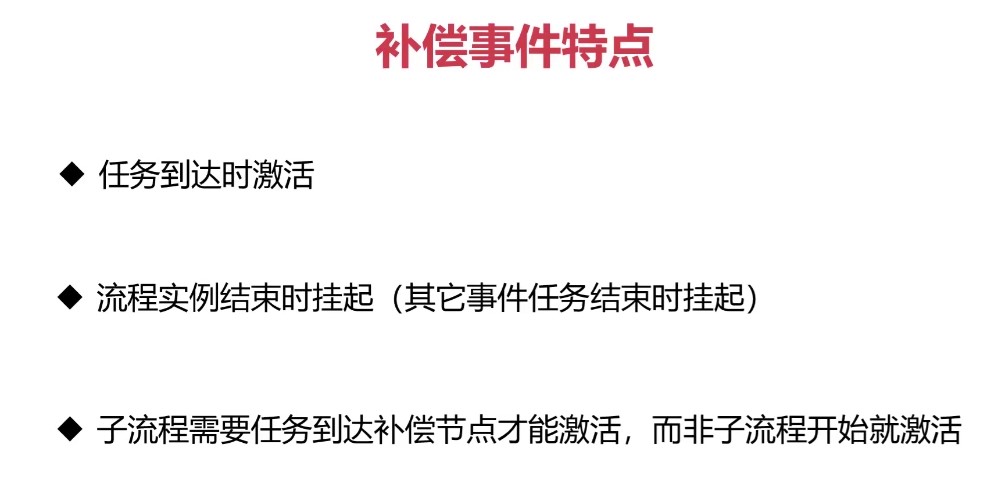 补偿事件特点
◆ 任务到达时激活
◆ 流程实例结束时挂起（其它事件任务结束时挂起）
◆ 子流程需要任务到达补偿节点才能激活，而非子流程开始就激活